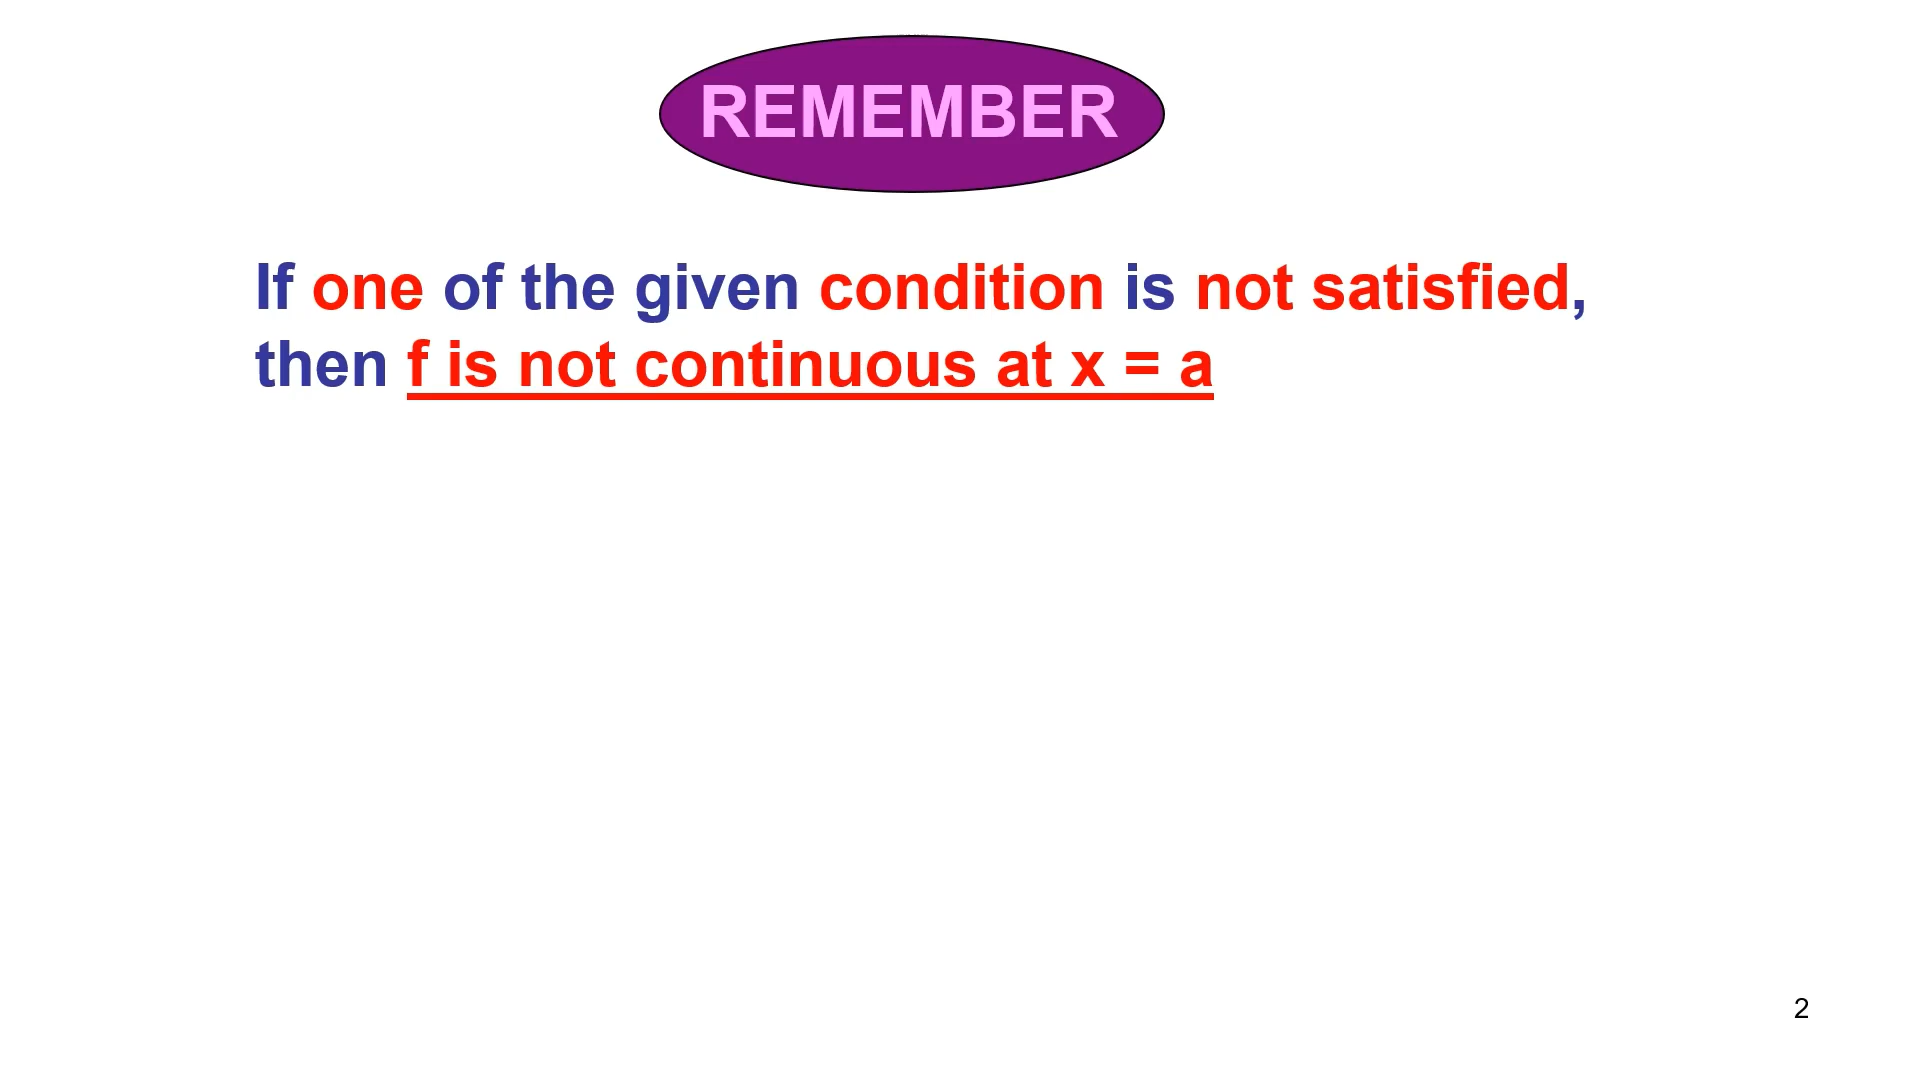 REMEMBER
If one of the given condition is not satisfied,
then f is not continuous at x = a
2